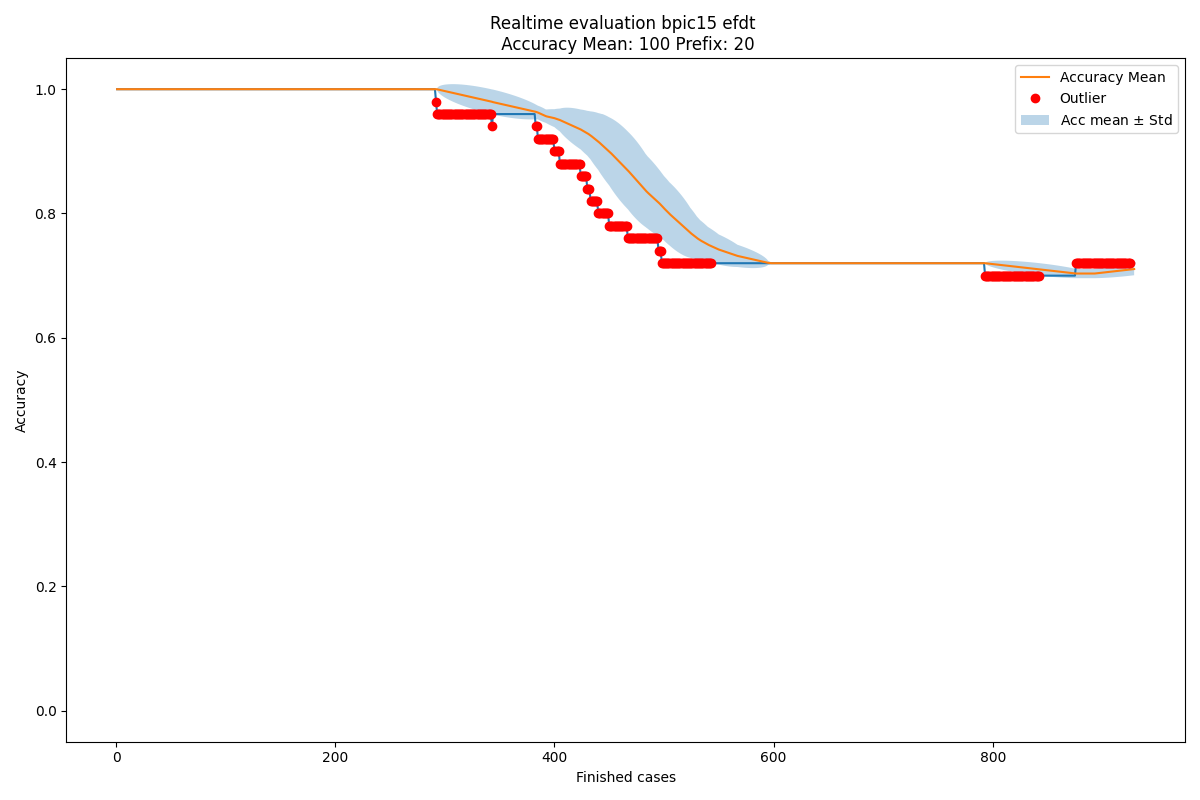 Realtime evaluation bpic15 efdt
Accuracy Mean: 100 Prefix: 20
Accuracy Mean
Outlier
Acc mean ± Std
1.0
0.8
0.6
0.4
0.2
0.0
Accuracy
0
200
400
600
800
Finished cases